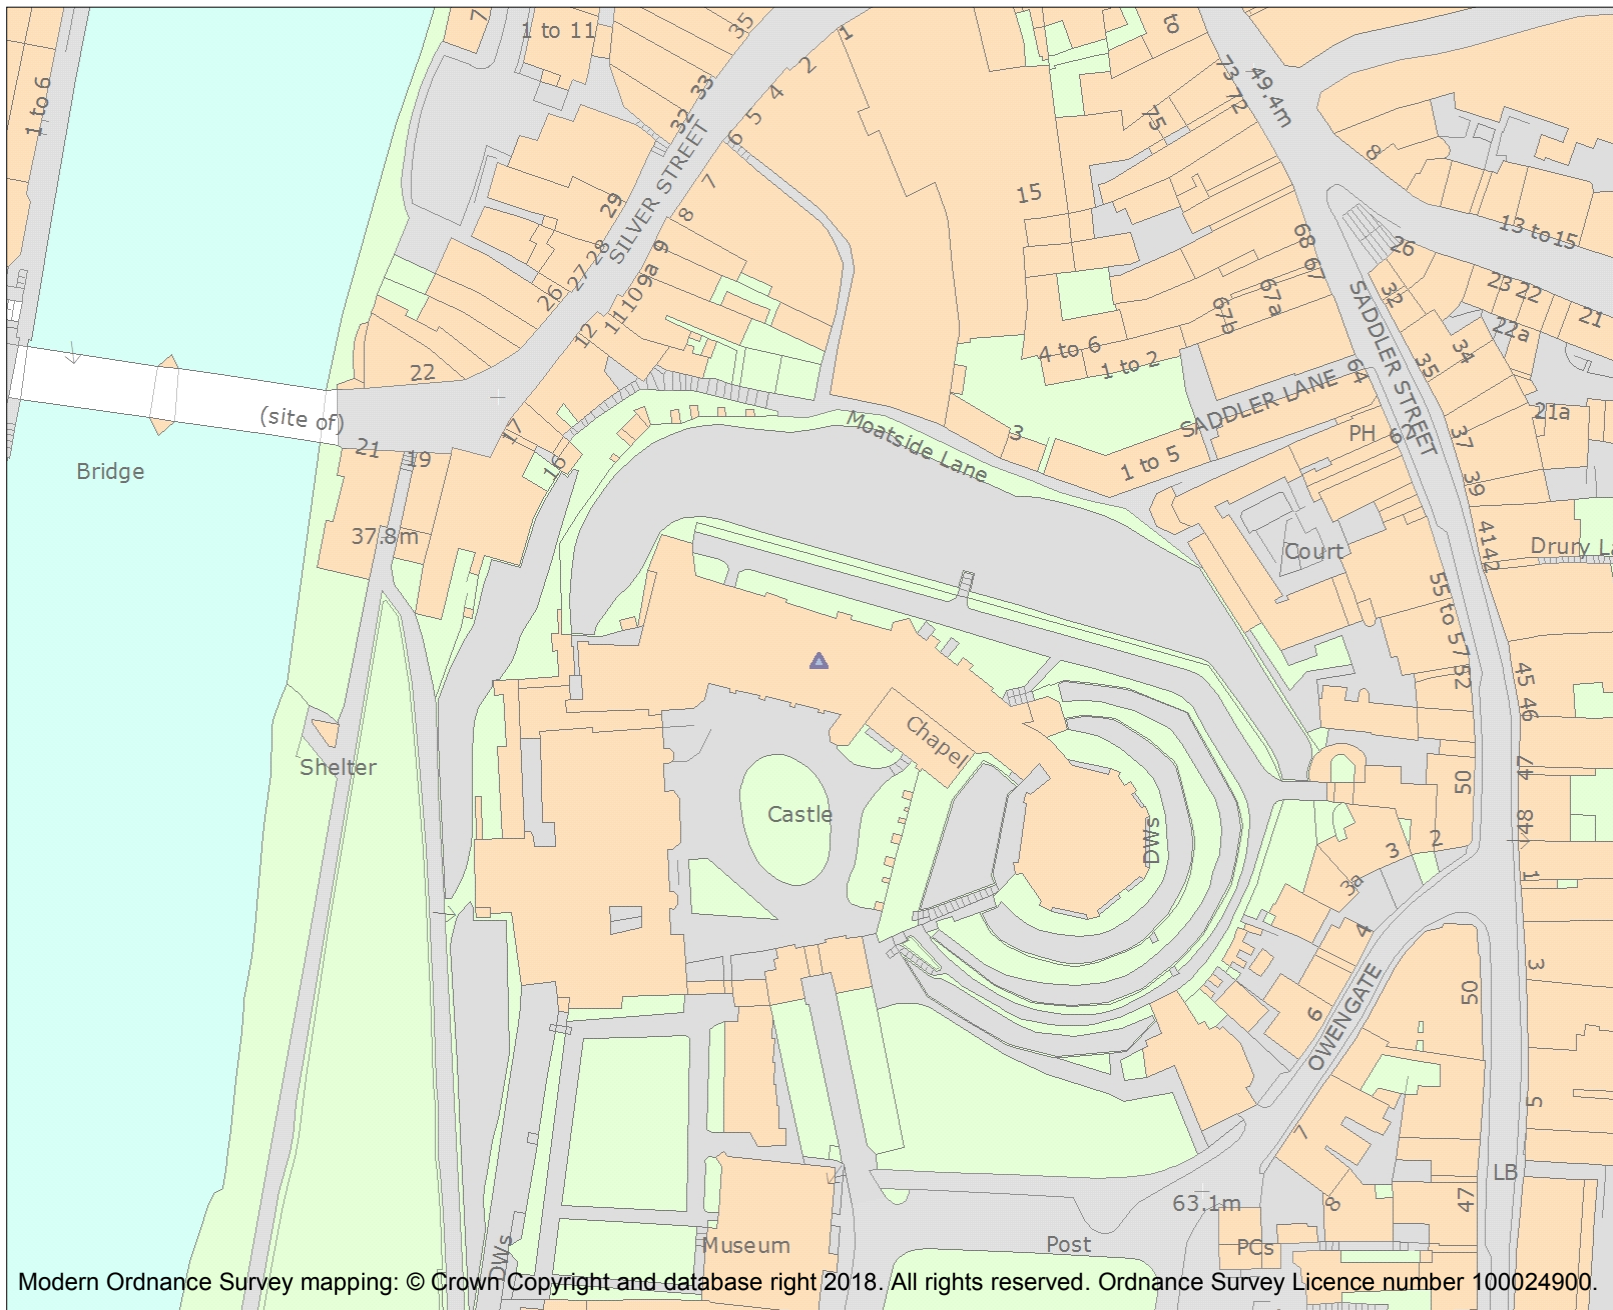 7
1 to 11
35
1
to
1 to 6
33
2
73
72
49.4m
32
4
5
6
75
8
SILVER STREET
7
15
29
8
13 to 15
28
9
68
67
26
27
9a
26
10
11
12
67a
67b
32
23
22
21
22a
SADDLER STREET
4 to 6
1 to 2
34
35
64
22
SADDLER LANE
(site of)
Moatside Lane
21a
17
3
PH
62
37
21
19
16
1 to 5
Bridge
39
37.8m
41
42
Court
Drury La
55 to 57
52
45
46
Chapel
Shelter
50
47
Castle
DWs
48
2
3
3a
1
4
3
50
OWENGATE
6
5
7
LB
63.1m
8
47
DWs
Museum
Post
PCs
Modern Ordnance Survey mapping: © Crown Copyright and database right 2018. All rights reserved. Ordnance Survey Licence number 100024900.